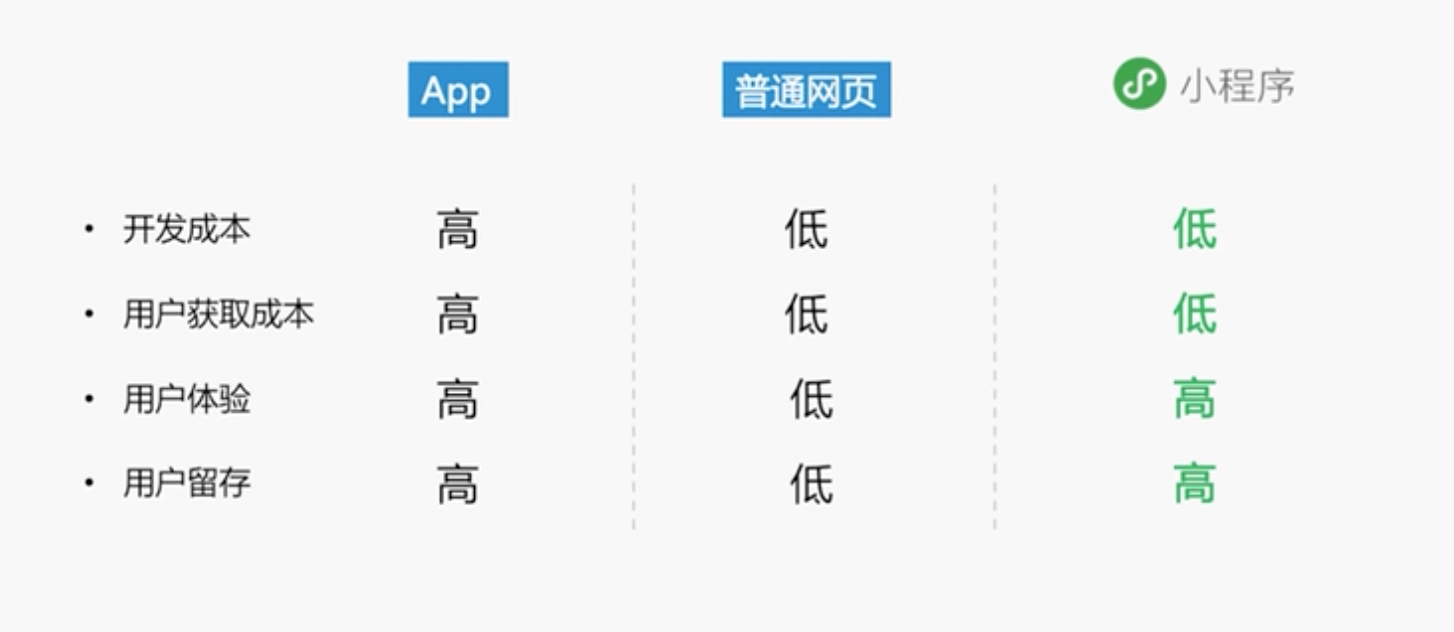 App 普通网页 小程序
• 开发成本 高 低 低
• 用户获取成本 高 低 低
• 用户体验 高 低 高
• 用户留存 高 低 高